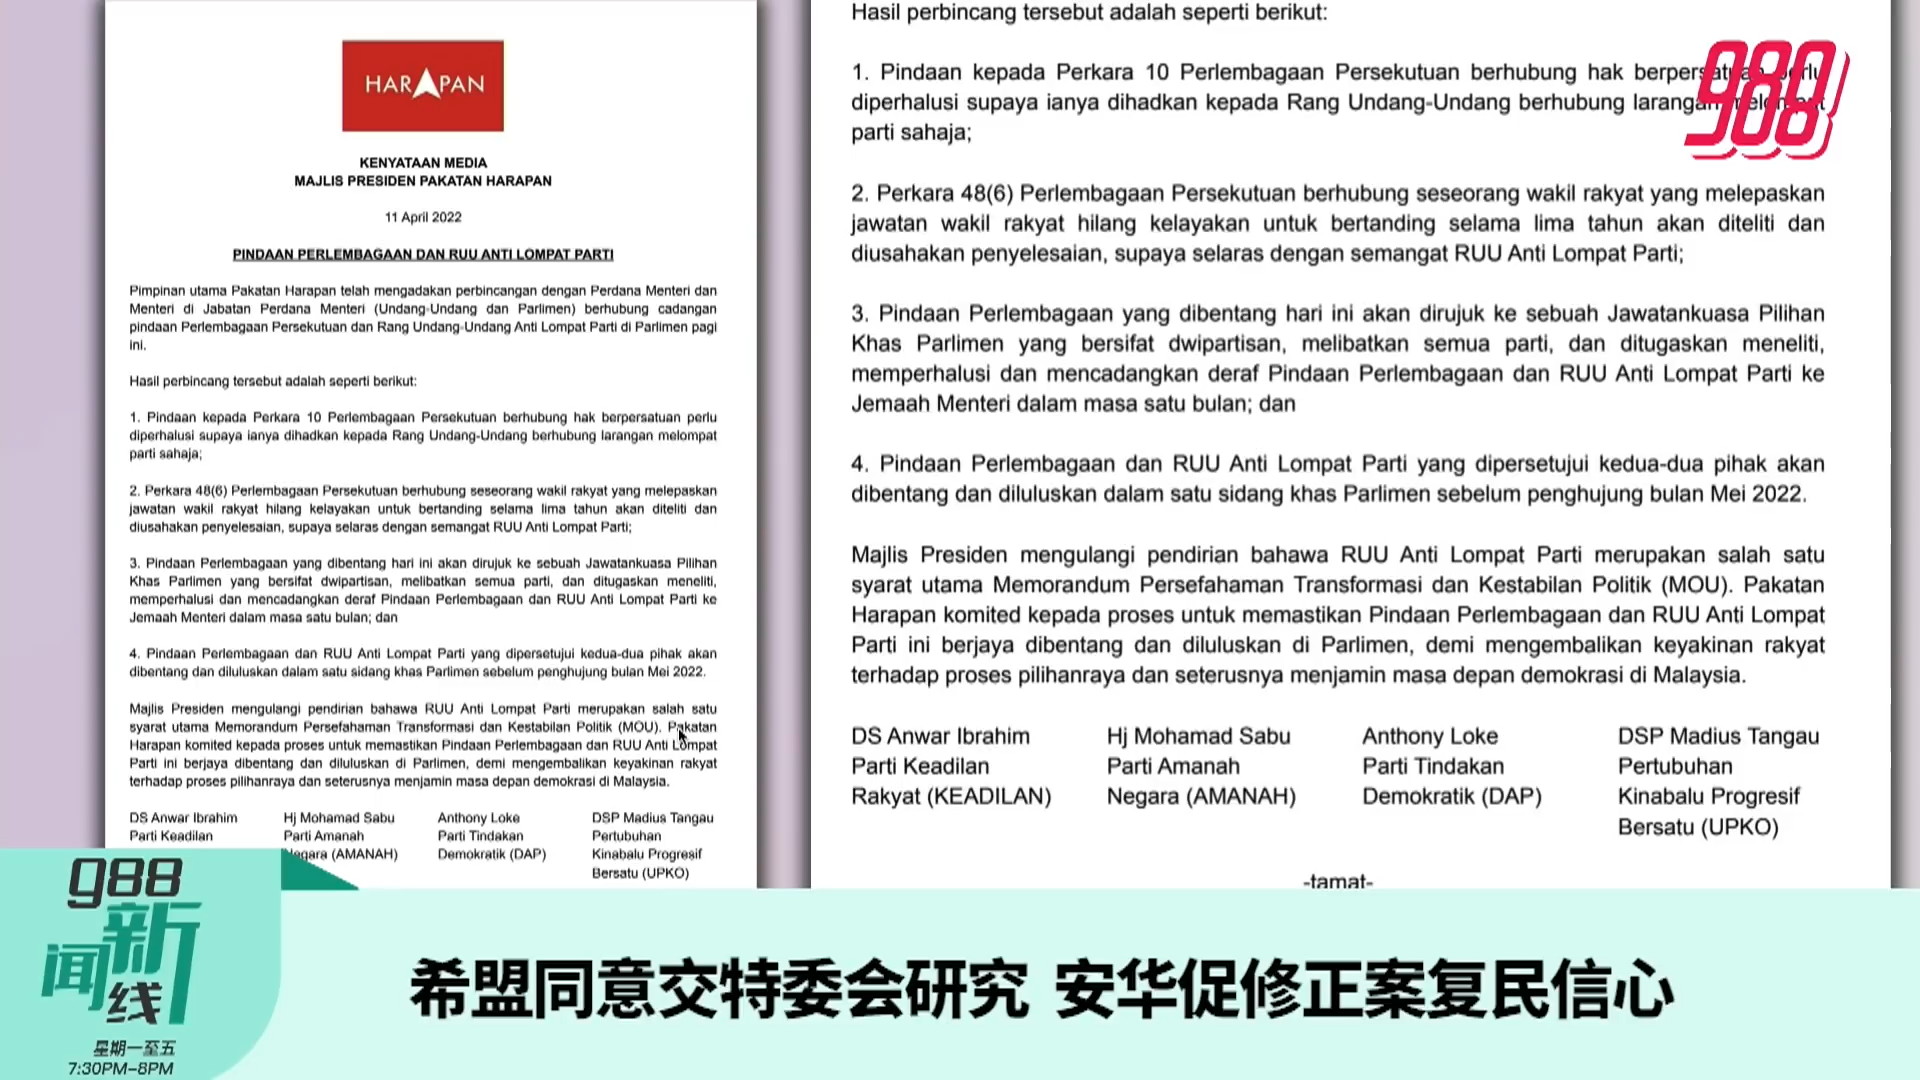 HARAPAN
KENYATAAN MEDIA
MAJLIS PRESIDEN PAKATAN HARAPAN
11 April 2022
PINDAAN PERLEMBAGAAN DAN RUU ANTI LOMPAT PARTI
Pimpinan utama Pakatan Harapan telah mengadakan perbincangan dengan Perdana Menteri dan
Menteri di Jabatan Perdana Menteri (Undang-Undang dan Parlimen) berhubung cadangan
pindaan Perlembagaan Persekutuan dan Rang Undang-Undang Anti Lompat Parti di Parlimen pagi
ini.
Hasil perbincang tersebut adalah seperti berikut:
1. Pindaan kepada Perkara 10 Perlembagaan Persekutuan berhubung hak berpersatuan perlu
diperhalusi supaya ianya dihadkan kepada Rang Undang-Undang berhubung larangan melompat
parti sahaja;
2. Perkara 48(6) Perlembagaan Persekutuan berhubung seseorang wakil rakyat yang melepaskan
jawatan wakil rakyat hilang kelayakan untuk bertanding selama lima tahun akan diteliti dan
diusahakan penyelesaian, supaya selaras dengan semangat RUU Anti Lompat Parti;
3. Pindaan Perlembagaan yang dibentang hari ini akan dirujuk ke sebuah Jawatankuasa Pilihan
Khas Parlimen yang bersifat dwipartisan, melibatkan semua parti, dan ditugaskan meneliti,
memperhalusi dan mencadangkan deraf Pindaan Perlembagaan dan RUU Anti Lompat Parti ke
Jemaah Menteri dalam masa satu bulan; dan
4. Pindaan Perlembagaan dan RUU Anti Lompat Parti yang dipersetujui kedua-dua pihak akan
dibentang dan diluluskan dalam satu sidang khas Parlimen sebelum penghujung bulan Mei 2022.
Majlis Presiden mengulangi pendirian bahawa RUU Anti Lompat Parti merupakan salah satu
syarat utama Memorandum Persefahaman Transformasi dan Kestabilan Politik (MOU). Pakatan
Harapan komited kepada proses untuk memastikan Pindaan Perlembagaan dan RUU Anti Lompat
Parti ini berjaya dibentang dan diluluskan di Parlimen, demi mengembalikan keyakinan rakyat
terhadap proses pilihanraya dan seterusnya menjamin masa depan demokrasi di Malaysia.
DS Anwar Ibrahim Hj Mohamad Sabu Anthony Loke DSP Madius Tangau
Parti Keadilan Parti Amanah Parti Tindakan Pertubuhan
Negara (AMANAH) Demokratik (DAP) Kinabalu Progresif
Bersatu (UPKO)
Hasil perbincang tersebut adalah seperti berikut:
1. Pindaan kepada Perkara 10 Perlembagaan Persekutuan berhubung hak berpersatuan perlu
diperhalusi supaya ianya dihadkan kepada Rang Undang-Undang berhubung larangan melompat
parti sahaja;
2. Perkara 48(6) Perlembagaan Persekutuan berhubung seseorang wakil rakyat yang melepaskan
jawatan wakil rakyat hilang kelayakan untuk bertanding selama lima tahun akan diteliti dan
diusahakan penyelesaian, supaya selaras dengan semangat RUU Anti Lompat Parti;
3. Pindaan Perlembagaan yang dibentang hari ini akan dirujuk ke sebuah Jawatankuasa Pilihan
Khas Parlimen yang bersifat dwipartisan, melibatkan semua parti, dan ditugaskan meneliti,
memperhalusi dan mencadangkan deraf Pindaan Perlembagaan dan RUU Anti Lompat Parti ke
Jemaah Menteri dalam masa satu bulan; dan
4. Pindaan Perlembagaan dan RUU Anti Lompat Parti yang dipersetujui kedua-dua pihak akan
dibentang dan diluluskan dalam satu sidang khas Parlimen sebelum penghujung bulan Mei 2022.
Majlis Presiden mengulangi pendirian bahawa RUU Anti Lompat Parti merupakan salah satu
syarat utama Memorandum Persefahaman Transformasi dan Kestabilan Politik (MOU). Pakatan
Harapan komited kepada proses untuk memastikan Pindaan Perlembagaan dan RUU Anti Lompat
Parti ini berjaya dibentang dan diluluskan di Parlimen, demi mengembalikan keyakinan rakyat
terhadap proses pilihanraya dan seterusnya menjamin masa depan demokrasi di Malaysia.
DS Anwar Ibrahim Hj Mohamad Sabu Anthony Loke DSP Madius Tangau
Parti Keadilan Parti Amanah Parti Tindakan Pertubuhan
Rakyat (KEADILAN) Negara (AMANAH) Demokratik (DAP) Kinabalu Progresif
Bersatu (UPKO)
-tamat-
988
988
新闻线
星期一至五
7:30PM-8PM
希盟同意交特委会研究 安华促修正案复民信心